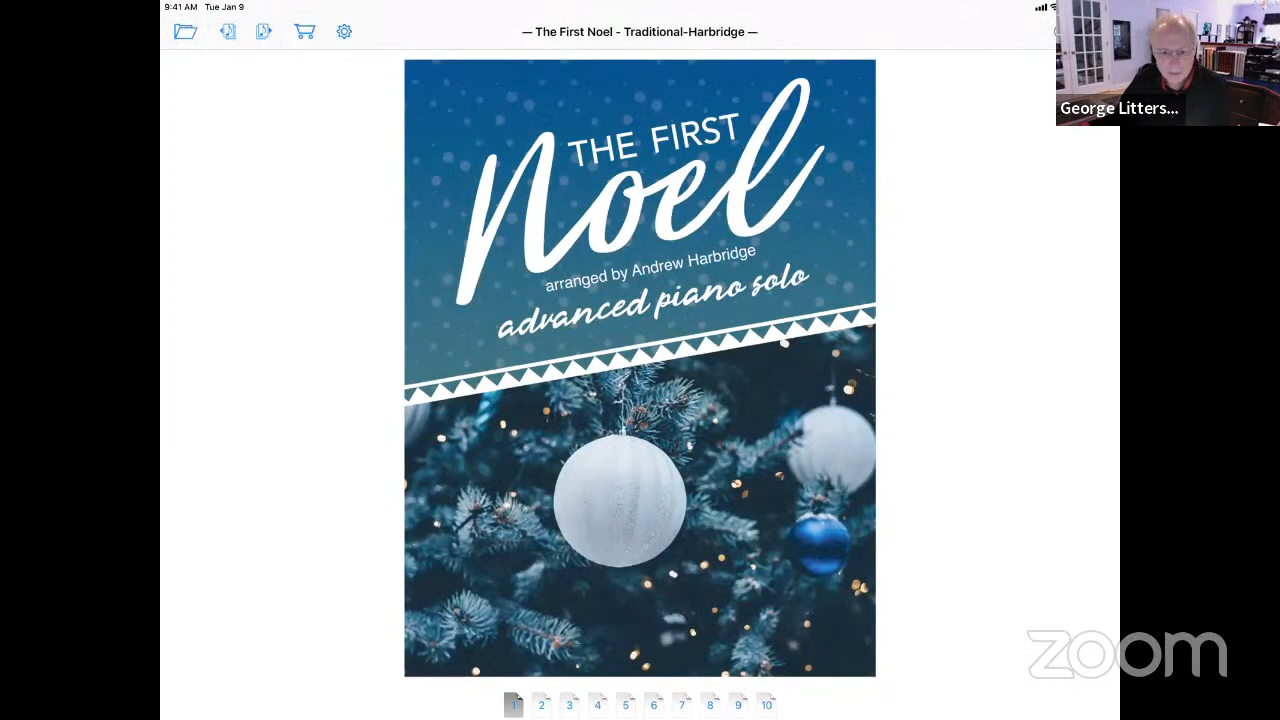 9:41 AM Tue Jan 9
— The First Noel - Traditional-Harbridge —
George Litters...
THE FIRST
Noel
arranged by Andrew Harbridge
advanced piano solo
zoom
1 2 3 4 5 6 7 8 9 10